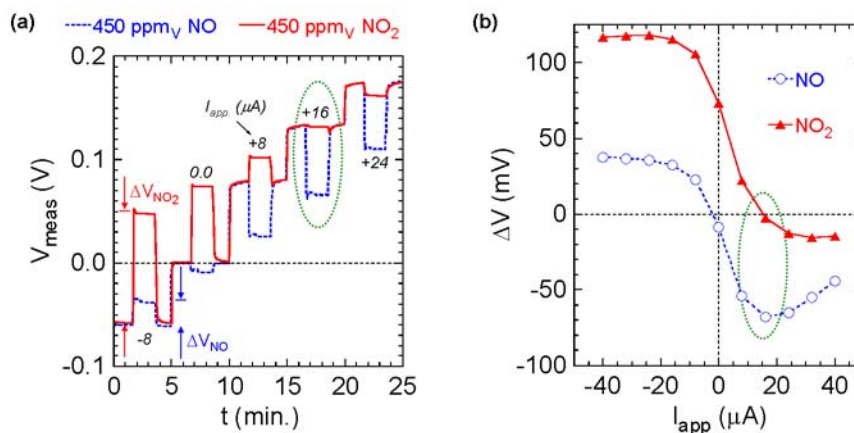 (a)
450 ppmV NO
450 ppmV NO2
0.2
0.1
0.0
-0.1
Vmeas (V)
Iapp. (μA)
+8
+16
+24
0.0
-8
ΔVNO2
ΔVNO
0 5 10 15 20 25
t (min.)
(b)
100
50
0
-50
-100
ΔV (mV)
NO
NO2
-40 -20 0 20 40
Iapp (μA)